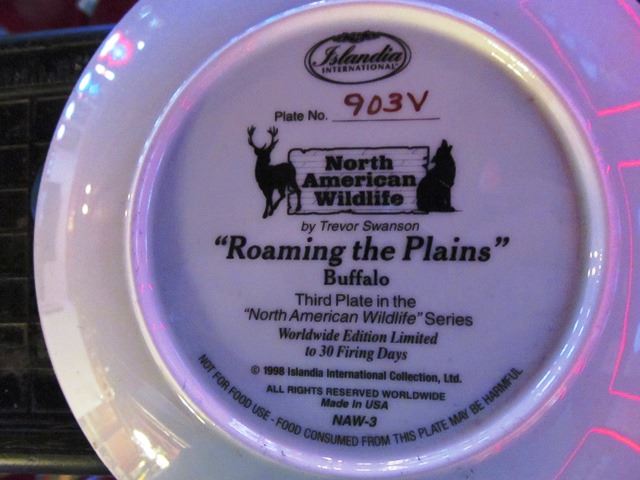 Islandia
INTERNATIONAL
Plate No. 903V
North
American
Wildlife
by Trevor Swanson
"Roaming the Plains"
Buffalo
Third Plate in the
"North American Wildlife" Series
Worldwide Edition Limited
to 30 Firing Days
© 1998 Islandia International Collection, Ltd.
ALL RIGHTS RESERVED WORLDWIDE
Made in USA
NAW-3
NOT FOR FOOD USE - FOOD CONSUMED FROM THIS PLATE MAY BE HARMFUL